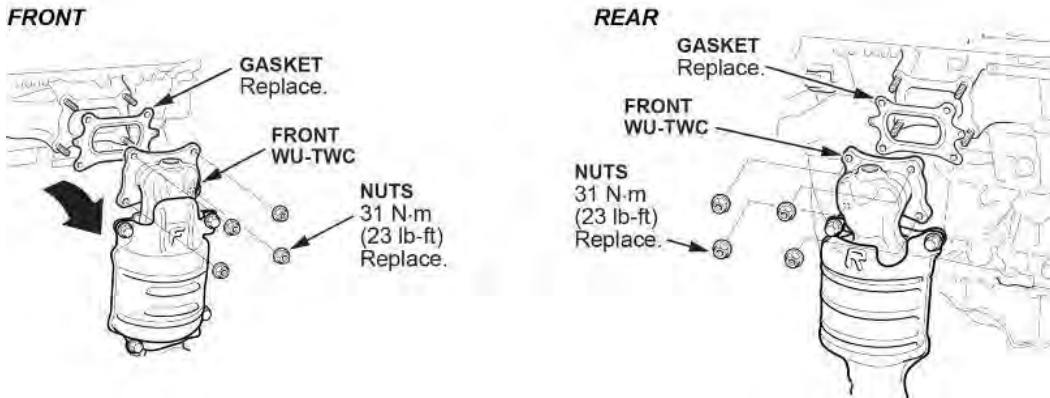 FRONT
GASKET
Replace.
FRONT
WU-TWC
NUTS
31 N·m
(23 lb-ft)
Replace.
F
REAR
GASKET
Replace.
FRONT
WU-TWC
NUTS
31 N·m
(23 lb-ft)
Replace.
R